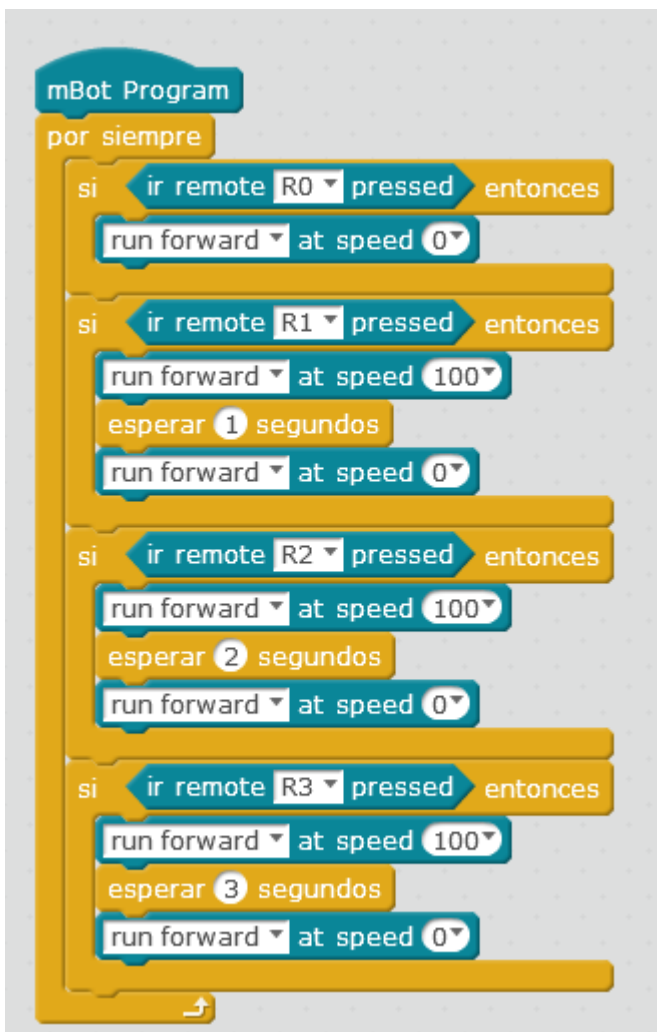 mBot Program
por siempre
si ir remote R0 pressed entonces
run forward at speed 0
si ir remote R1 pressed entonces
run forward at speed 100
esperar 1 segundos
run forward at speed 0
si ir remote R2 pressed entonces
run forward at speed 100
esperar 2 segundos
run forward at speed 0
si ir remote R3 pressed entonces
run forward at speed 100
esperar 3 segundos
run forward at speed 0